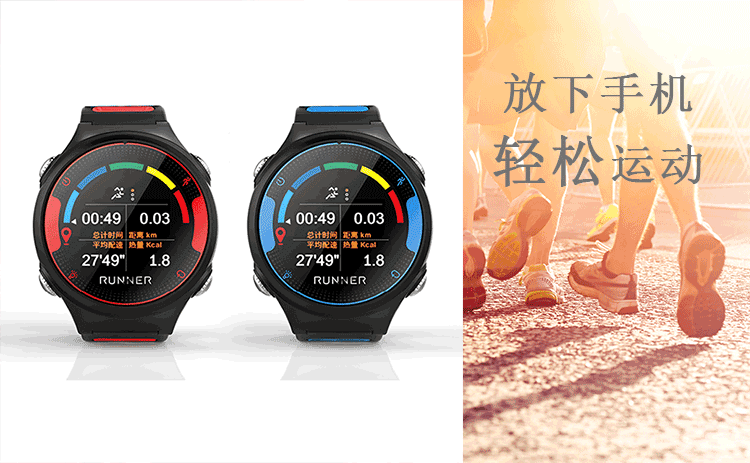 00:49 0.03
总计时间 距离 km
平均配速 热量 Kcal
27'49" 1.8
RUNNER
00:49 0.03
总计时间 距离 km
平均配速 热量 Kcal
27'49" 1.8
RUNNER
放下手机
轻松运动